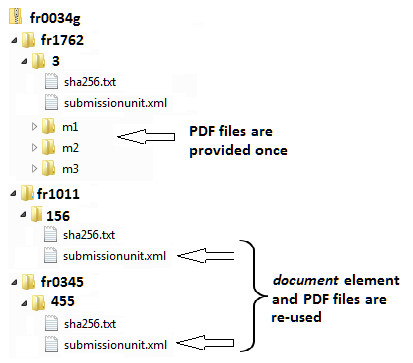 fr0034g
fr1762
3
sha256.txt
submissionunit.xml
m1
m2
m3
PDF files are
provided once
fr1011
156
sha256.txt
submissionunit.xml
fr0345
455
sha256.txt
submissionunit.xml
document element
and PDF files are
re-used